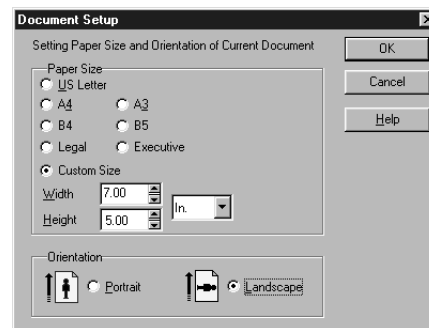 Document Setup
Setting Paper Size and Orientation of Current Document
OK
Cancel
Help
Paper Size
US Letter
A4 A3
B4 B5
Legal Executive
Custom Size
Width 7.00
In.
Height 5.00
Orientation
Portrait Landscape